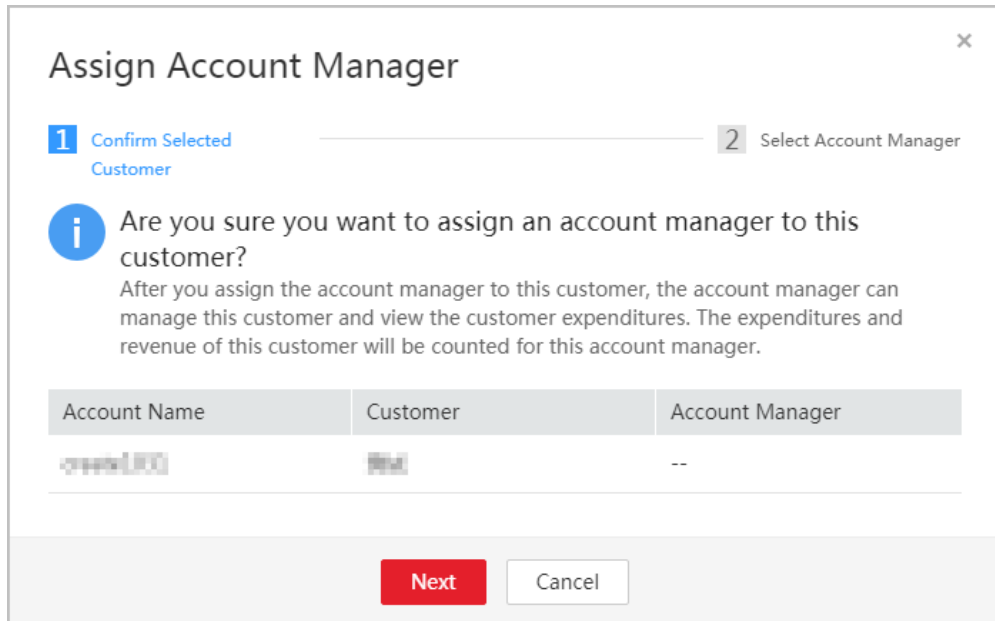 ×
Assign Account Manager
1 Confirm Selected Customer
2 Select Account Manager
i
Are you sure you want to assign an account manager to this
customer?
After you assign the account manager to this customer, the account manager can
manage this customer and view the customer expenditures. The expenditures and
revenue of this customer will be counted for this account manager.
Account Name Customer Account Manager
--
Next Cancel